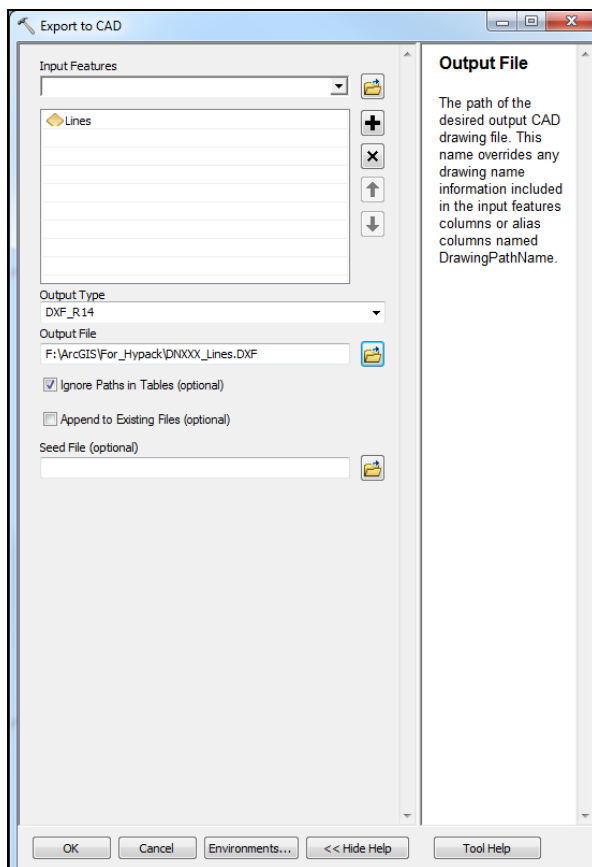 Export to CAD
Input Features
Lines
Output Type
DXF_R14
Output File
F:\ArcGIS\For_Hypack\DNXXX_Lines.DXF
Ignore Paths in Tables (optional)
Append to Existing Files (optional)
Seed File (optional)
Output File
The path of the
desired output CAD
drawing file. This
name overrides any
drawing name
information included
in the input features
columns or alias
columns named
DrawingPathName.
OK
Cancel
Environments...
<< Hide Help
Tool Help